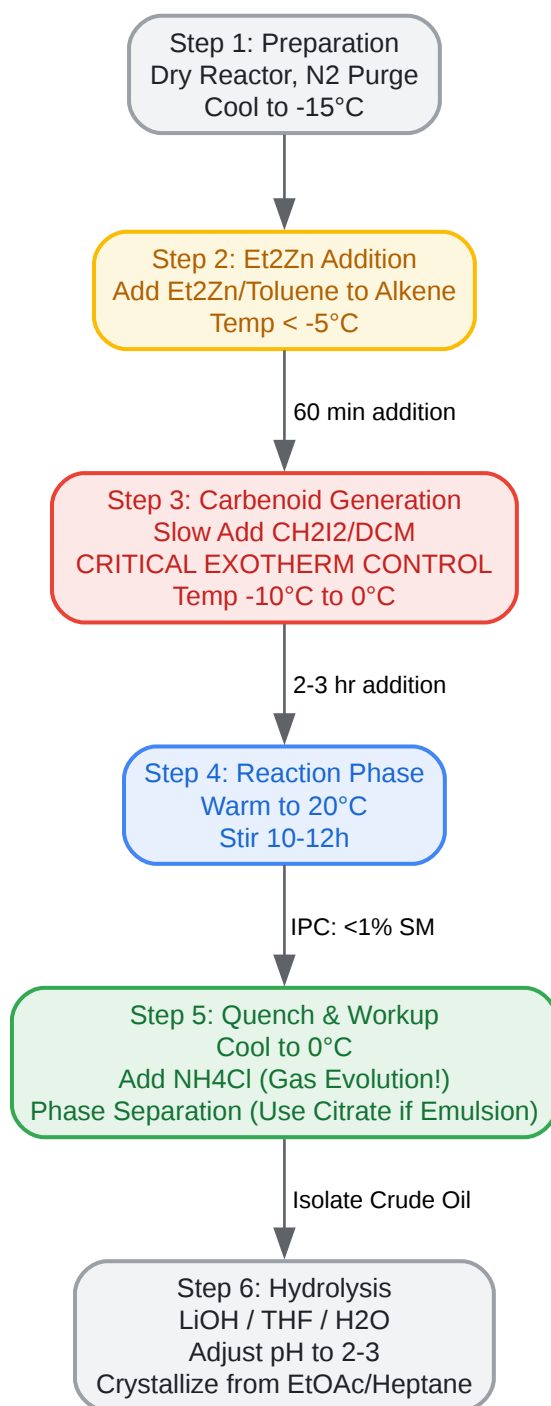 Step 1: Preparation
Dry Reactor, N2 Purge
Cool to -15°C
Step 2: Et2Zn Addition
Add Et2Zn/Toluene to Alkene
Temp < -5°C
60 min addition
Step 3: Carbenoid Generation
Slow Add CH2I2/DCM
CRITICAL EXOTHERM CONTROL
Temp -10°C to 0°C
2-3 hr addition
Step 4: Reaction Phase
Warm to 20°C
Stir 10-12h
IPC: <1% SM
Step 5: Quench & Workup
Cool to 0°C
Add NH4Cl (Gas Evolution!)
Phase Separation (Use Citrate if Emulsion)
Isolate Crude Oil
Step 6: Hydrolysis
LiOH / THF / H2O
Adjust pH to 2-3
Crystallize from EtOAc/Heptane